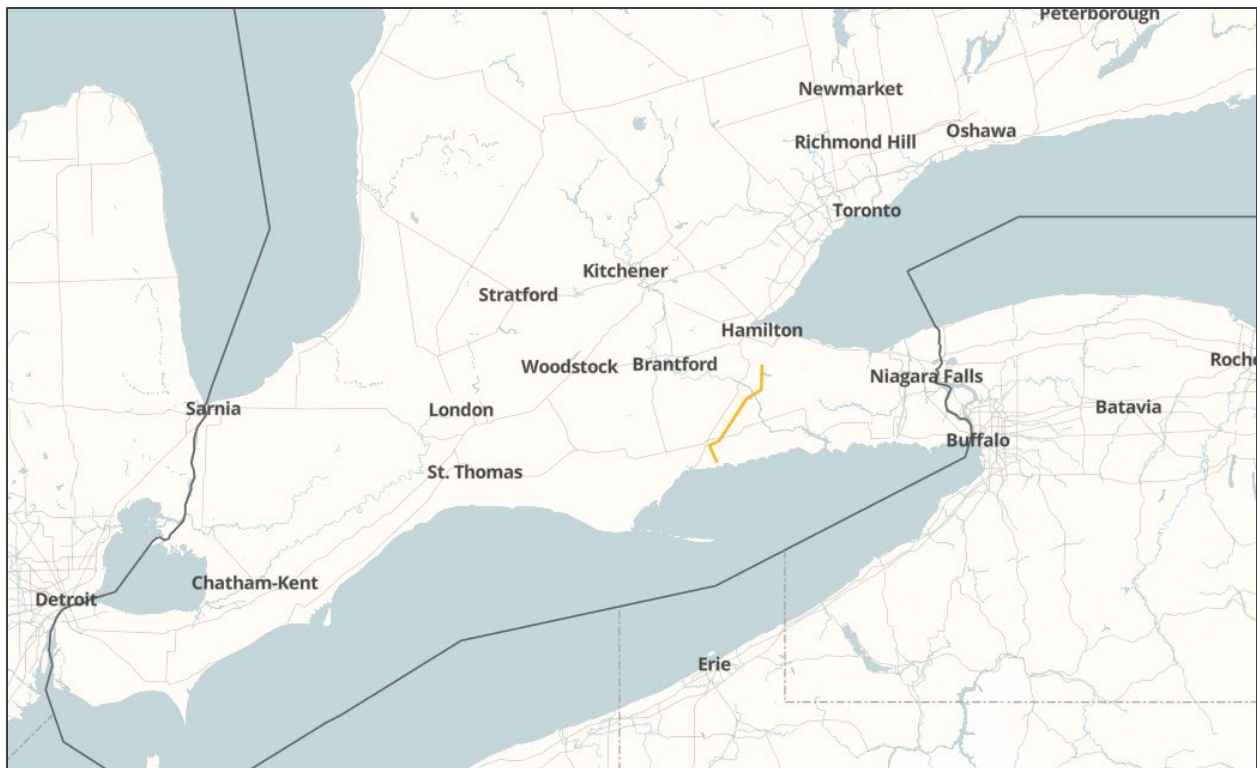 Peterborough
Newmarket
Oshawa
Richmond Hill
Toronto
Kitchener
Stratford
Hamilton
Woodstock
Brantford
Niagara Falls
Roche
Sarnia
London
Batavia
Buffalo
St. Thomas
Chatham-Kent
Detroit
Erie